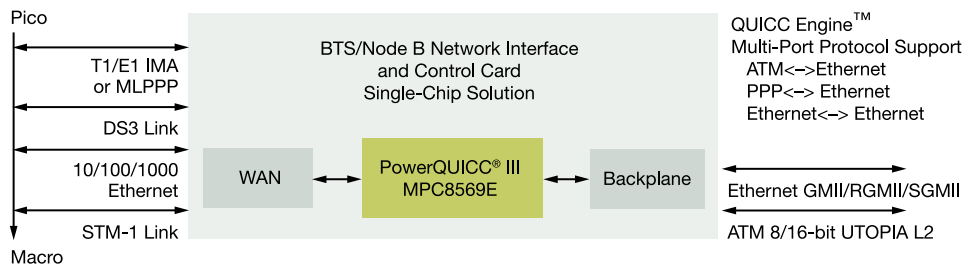 Pico
T1/E1 IMA
or MLPPP
DS3 Link
10/100/1000
Ethernet
STM-1 Link
Macro
BTS/Node B Network Interface
and Control Card
Single-Chip Solution
WAN
PowerQUICC® III
MPC8569E
Backplane
QUICC Engine™
Multi-Port Protocol Support
ATM<->Ethernet
PPP<-> Ethernet
Ethernet<-> Ethernet
Ethernet GMII/RGMII/SGMII
ATM 8/16-bit UTOPIA L2